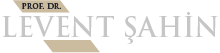 PROF. DR.
LEVENT ŞAHİN